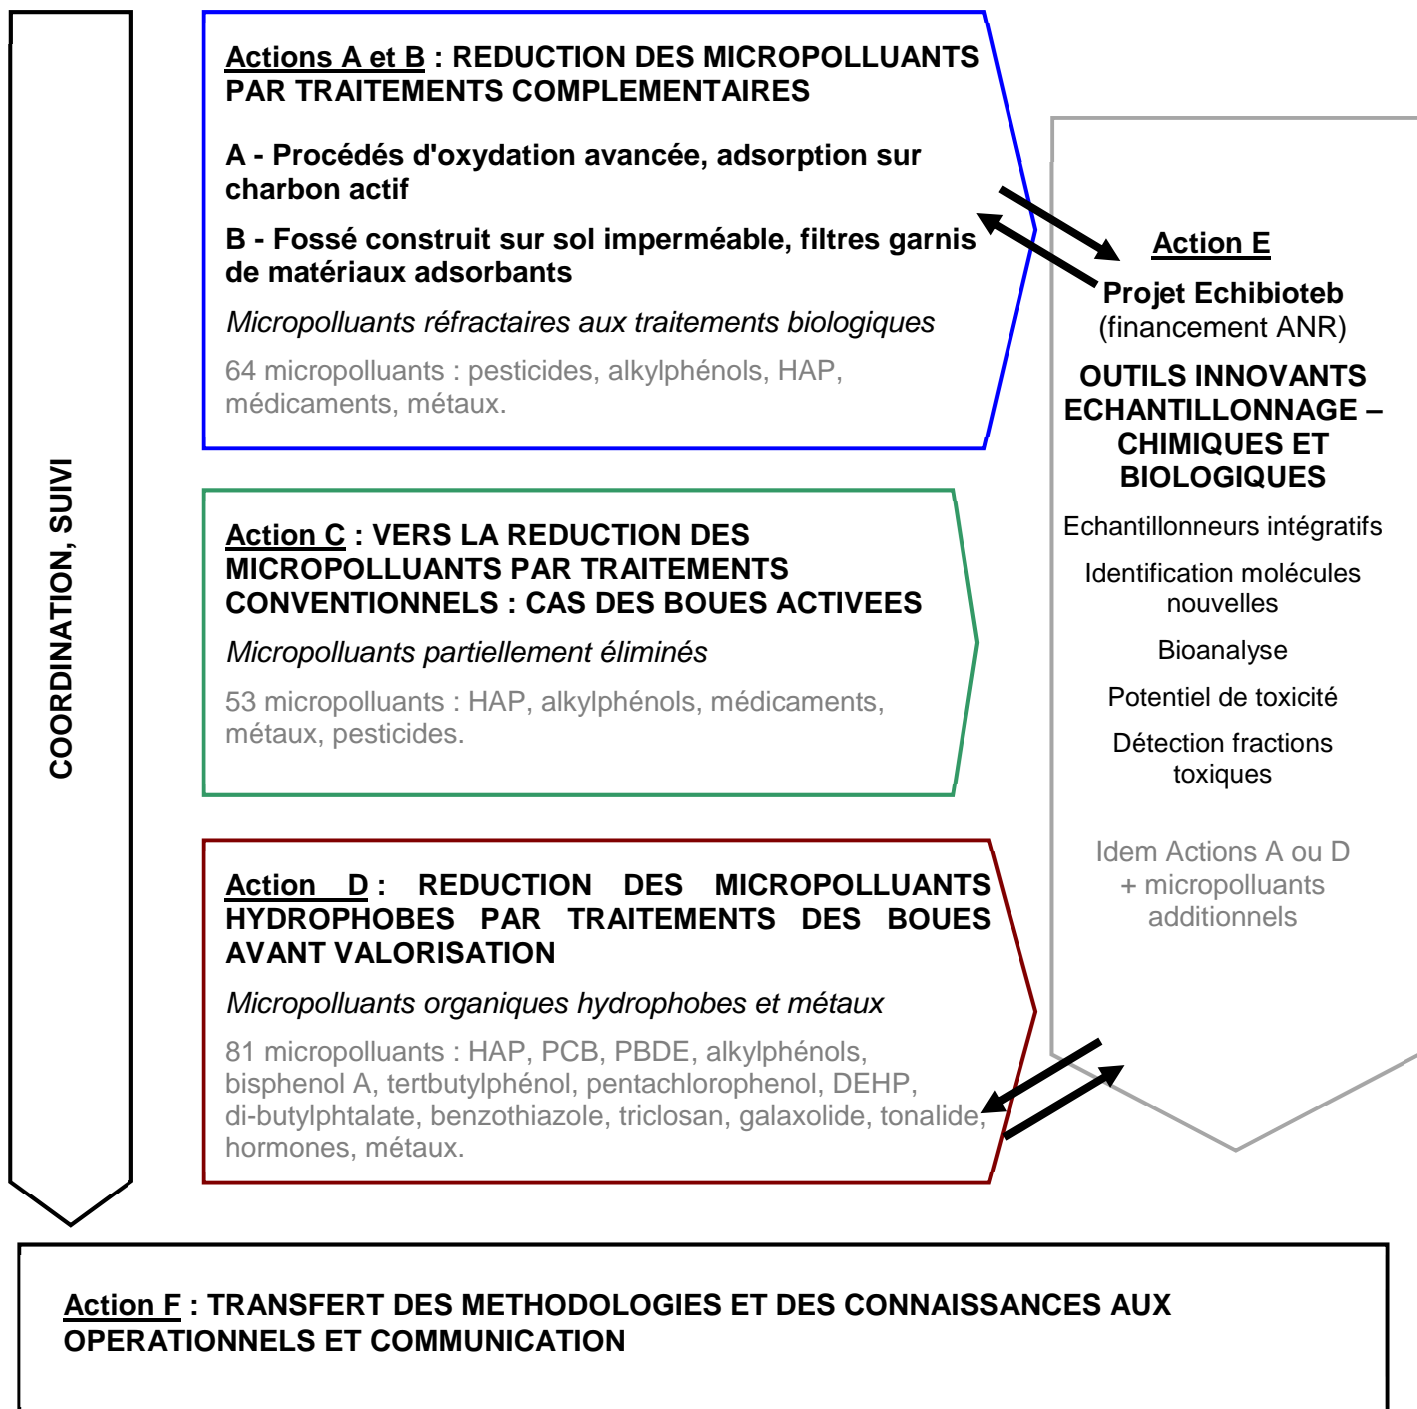 COORDINATION, SUIVI
Actions A et B : REDUCTION DES MICROPOLLUANTS
PAR TRAITEMENTS COMPLEMENTAIRES
A - Procédés d'oxydation avancée, adsorption sur
charbon actif
B - Fossé construit sur sol imperméable, filtres garnis
de matériaux adsorbants
Micropolluants réfractaires aux traitements biologiques
64 micropolluants : pesticides, alkylphénols, HAP,
médicaments, métaux.
Action C : VERS LA REDUCTION DES
MICROPOLLUANTS PAR TRAITEMENTS
CONVENTIONNELS : CAS DES BOUES ACTIVEES
Micropolluants partiellement éliminés
53 micropolluants : HAP, alkylphénols, médicaments,
métaux, pesticides.
Action D : REDUCTION DES MICROPOLLUANTS
HYDROPHOBES PAR TRAITEMENTS DES BOUES
AVANT VALORISATION
Micropolluants organiques hydrophobes et métaux
81 micropolluants : HAP, PCB, PBDE, alkylphénols,
bisphenol A, tertbutylphénol, pentachlorophenol, DEHP,
di-butylphtalate, benzothiazole, triclosan, galaxolide, tonalide,
hormones, métaux.
Action E
Projet Echibioteb
(financement ANR)
OUTILS INNOVANTS
ECHANTILLONNAGE –
CHIMIQUES ET
BIOLOGIQUES
Echantillonneurs intégratifs
Identification molécules
nouvelles
Bioanalyse
Potentiel de toxicité
Détection fractions
toxiques
Idem Actions A ou D
+ micropolluants
additionnels
Action F : TRANSFERT DES METHODOLOGIES ET DES CONNAISSANCES AUX
OPERATIONNELS ET COMMUNICATION